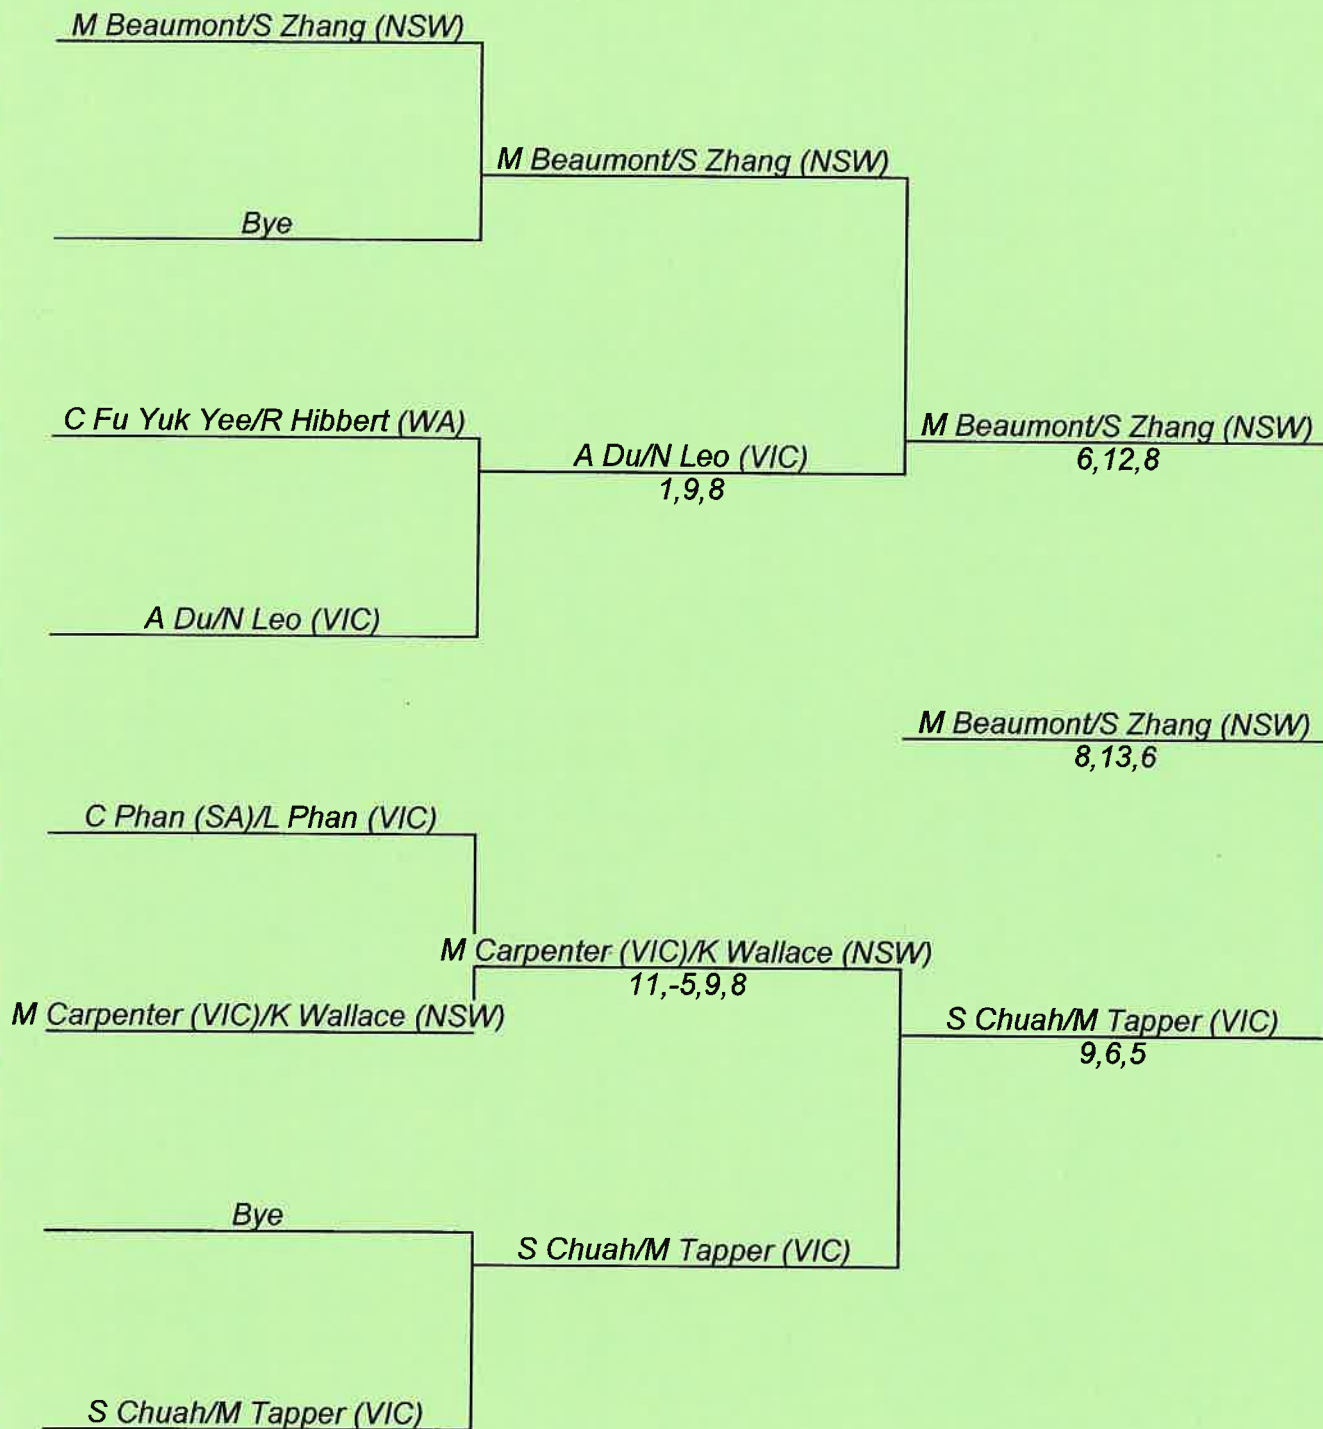 M Beaumont/S Zhang (NSW)
M Beaumont/S Zhang (NSW)
Bye
C Fu Yuk Yee/R Hibbert (WA)
M Beaumont/S Zhang (NSW)
6,12,8
A Du/N Leo (VIC)
1,9,8
A Du/N Leo (VIC)
M Beaumont/S Zhang (NSW)
8,13,6
C Phan (SA)/L Phan (VIC)
M Carpenter (VIC)/K Wallace (NSW)
11,-5,9,8
M Carpenter (VIC)/K Wallace (NSW)
S Chuah/M Tapper (VIC)
9,6,5
Bye
S Chuah/M Tapper (VIC)
S Chuah/M Tapper (VIC)